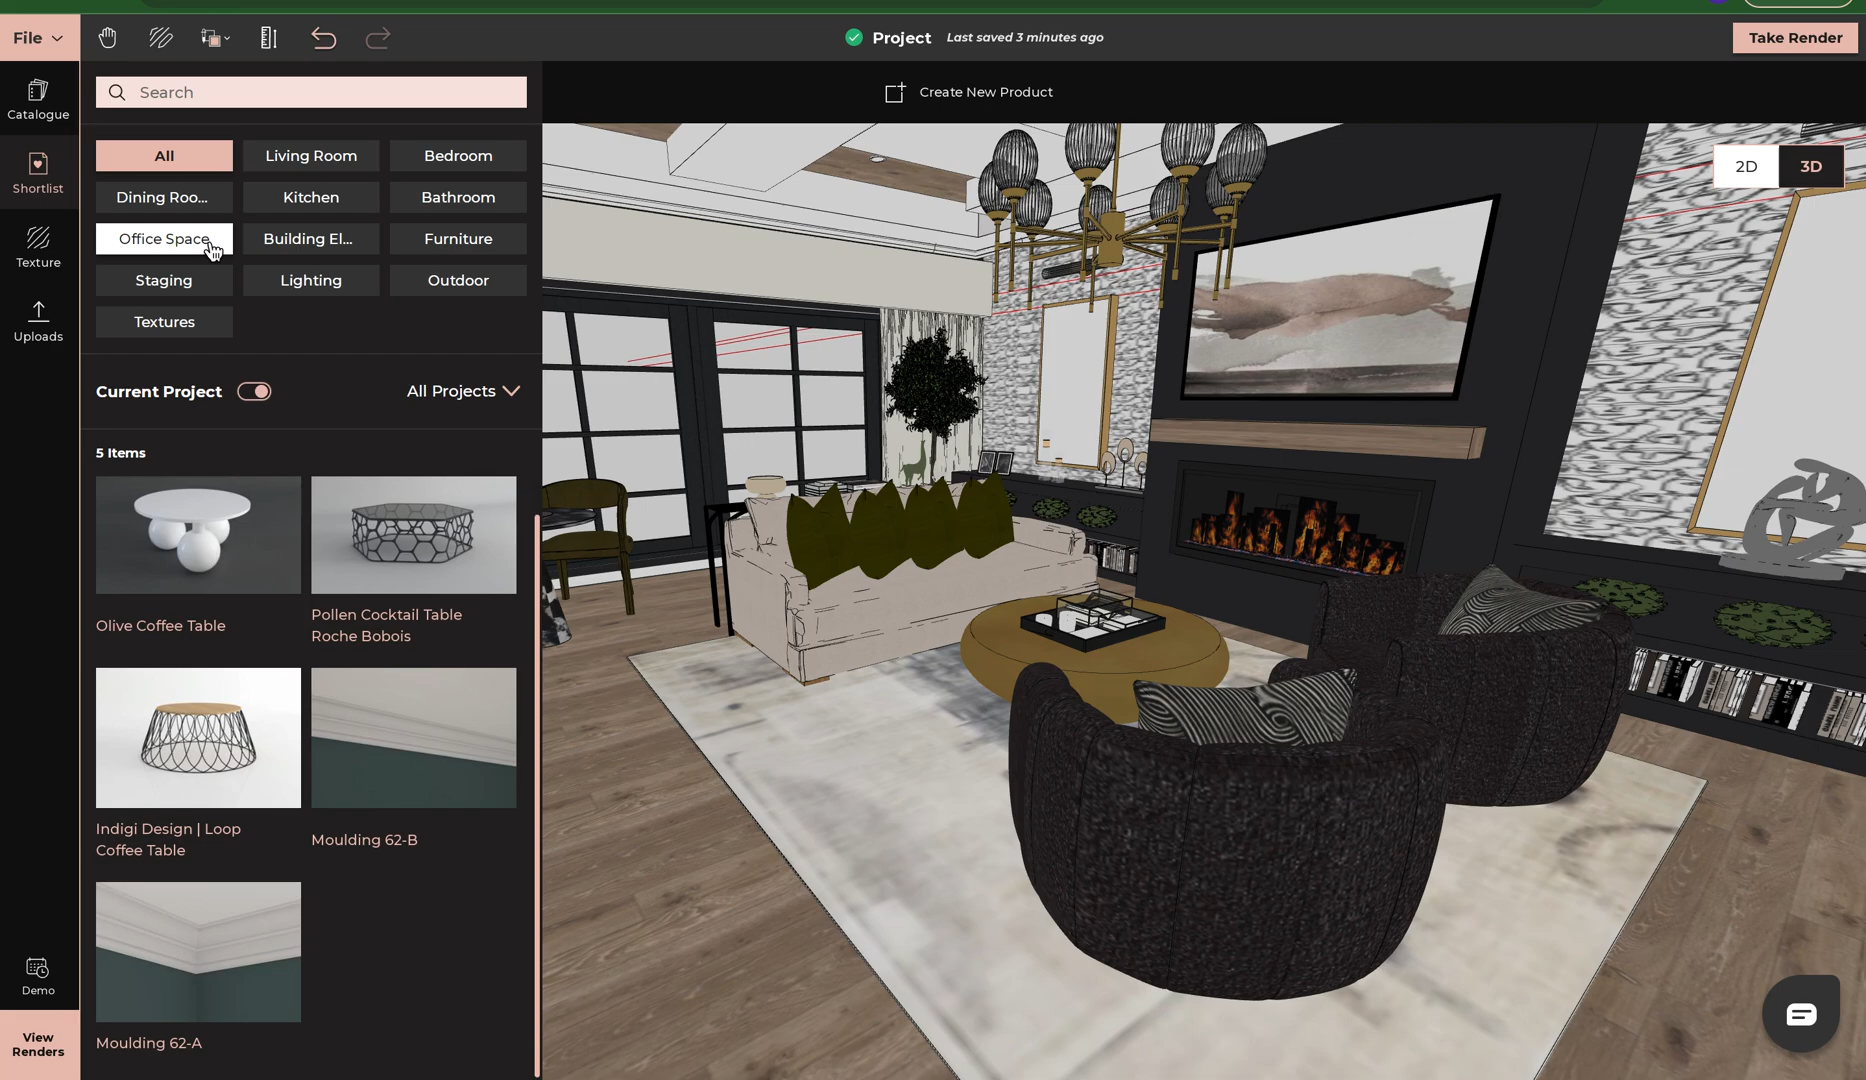 File
Project
Last saved 3 minutes ago
Take Render
Catalogue
Shortlist
Texture
Uploads
Demo
View
Renders
Search
All
Living Room
Bedroom
Dining Roo...
Kitchen
Bathroom
Office Space
Building El...
Furniture
Staging
Lighting
Outdoor
Textures
Current Project
All Projects
5 Items
Olive Coffee Table
Pollen Cocktail Table
Roche Bobois
Indigi Design | Loop
Coffee Table
Moulding 62-B
Moulding 62-A
Create New Product
2D
3D